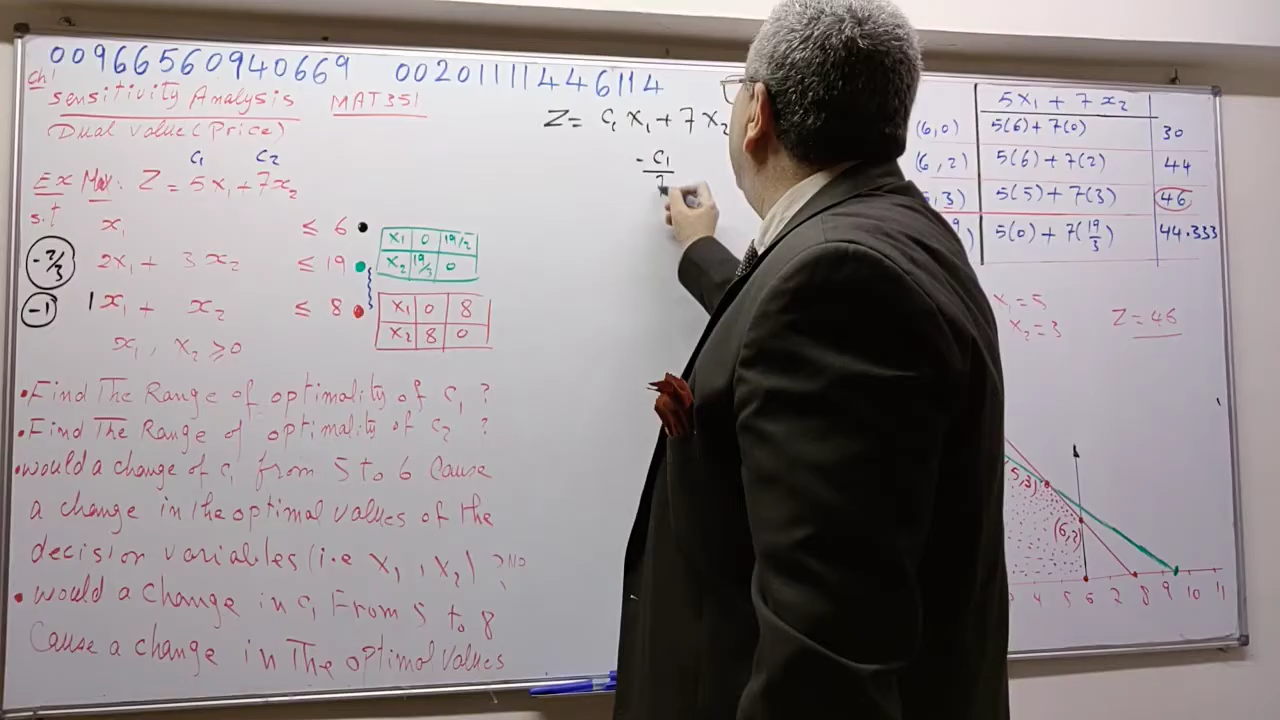 00966560940669 00201111446114
ch1
Sensitivity Analysis MAT351
Dual value (Price)
C1 C2
Ex Max. Z = 5x1 + 7x2
s.t
x1 ≤ 6
-2/3 2x1 + 3x2 ≤ 19
-1 1x1 + x2 ≤ 8
x1, x2 ≥ 0
x1 0 19/2
x2 19/3 0
x1 0 8
x2 8 0
• Find The Range of optimality of C1 ?
• Find The Range of optimality of C2 ?
• would a change of C1 from 5 to 6 Cause
a change in the optimal values of the
decision variables (i.e x1, x2) ? NO
• would a change in C1 From 5 to 8
Cause a change in The optimal values
Z = C1 x1 + 7x2
-C1
7
5x1 + 7x2
(6,0) 5(6) + 7(0) 30
(6,2) 5(6) + 7(2) 44
,3) 5(5) + 7(3) 46
5(0) + 7(19/3) 44.333
x1 = 5
x2 = 3
Z = 46
(5,3)
(6,2)
4 5 6 7 8 9 10 11